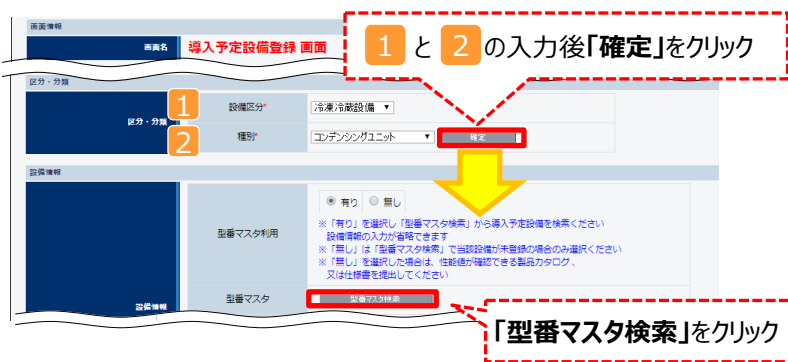 画面情報
画面名 導入予定設備登録 画面
1 と 2 の入力後「確定」をクリック
区分・分類
区分・分類
1 設備区分* 冷凍冷蔵設備 ▼
2 種別* コンデンシングユニット ▼ 確定
設備情報
設備情報
型番マスタ利用
有り 無し
※「有り」を選択し「型番マスタ検索」から導入予定設備を検索ください
設備情報の入力が省略できます
※「無し」は「型番マスタ検索」で当該設備が未登録の場合のみ選択ください
※「無し」を選択した場合は、性能値が確認できる製品カタログ、
又は仕様書を提出してください
型番マスタ 型番マスタ検索
「型番マスタ検索」をクリック